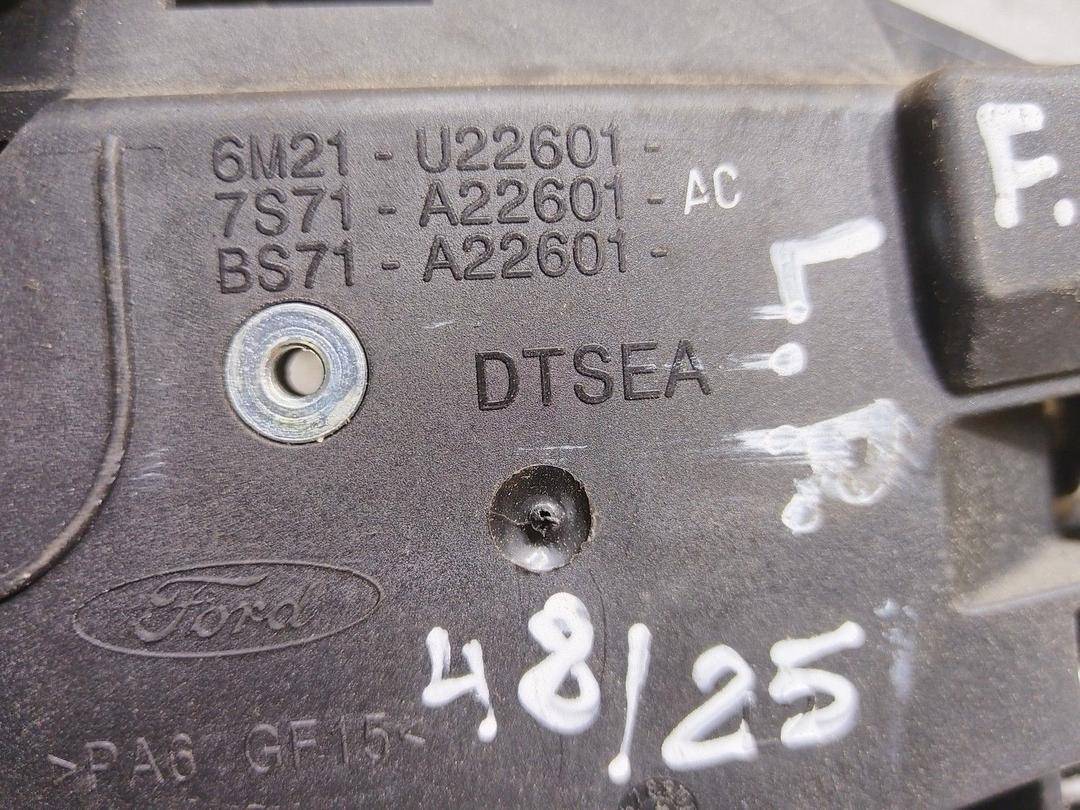 6M21 - U22601 -
7S71 - A22601 - AC
BS71 - A22601 -
F.
DTSEA
Ford
48/25
>PA6 GF15<